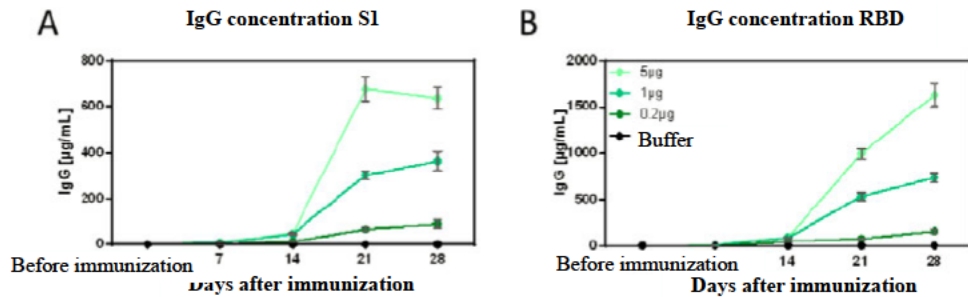 A
IgG concentration S1
IgG [µg/mL]
800
600
400
200
0
Before immunization
7
14
21
28
Days after immunization
B
IgG concentration RBD
IgG [µg/mL]
2000
1500
1000
500
0
5µg
1µg
0.2µg
Buffer
Before immunization
14
21
28
Days after immunization